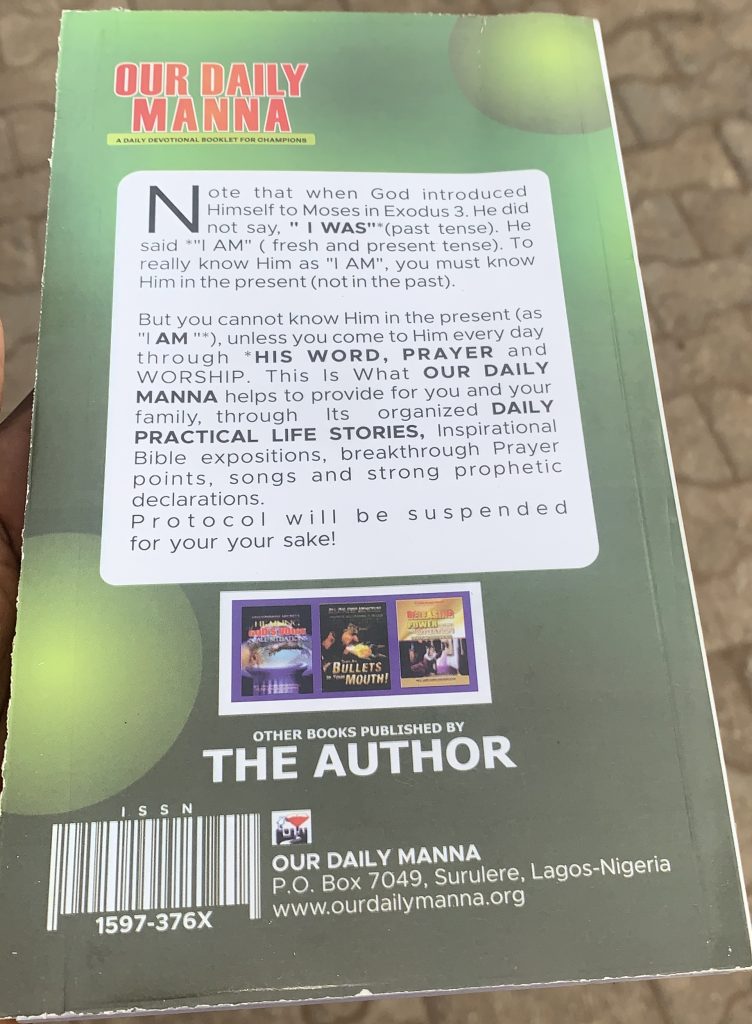 OUR DAILY
MANNA
A DAILY DEVOTIONAL BOOKLET FOR CHAMPIONS
Note that when God introduced
Himself to Moses in Exodus 3. He did
not say, " I WAS"*(past tense). He
said *"I AM" ( fresh and present tense). To
really know Him as "I AM", you must know
Him in the present (not in the past).
But you cannot know Him in the present (as
"I AM "*), unless you come to Him every day
through *HIS WORD, PRAYER and
WORSHIP. This Is What OUR DAILY
MANNA helps to provide for you and your
family, through Its organized DAILY
PRACTICAL LIFE STORIES, Inspirational
Bible expositions, breakthrough Prayer
points, songs and strong prophetic
declarations.
Protocol will be suspended
for your your sake!
HEARING
GOD'S VOICE
SITUATIONS
BULLETS
YOUR MOUTH!
RELEASING
POWER
OTHER BOOKS PUBLISHED BY
THE AUTHOR
ISSN
1597-376X
OUR DAILY MANNA
P.O. Box 7049, Surulere, Lagos-Nigeria
www.ourdailymanna.org